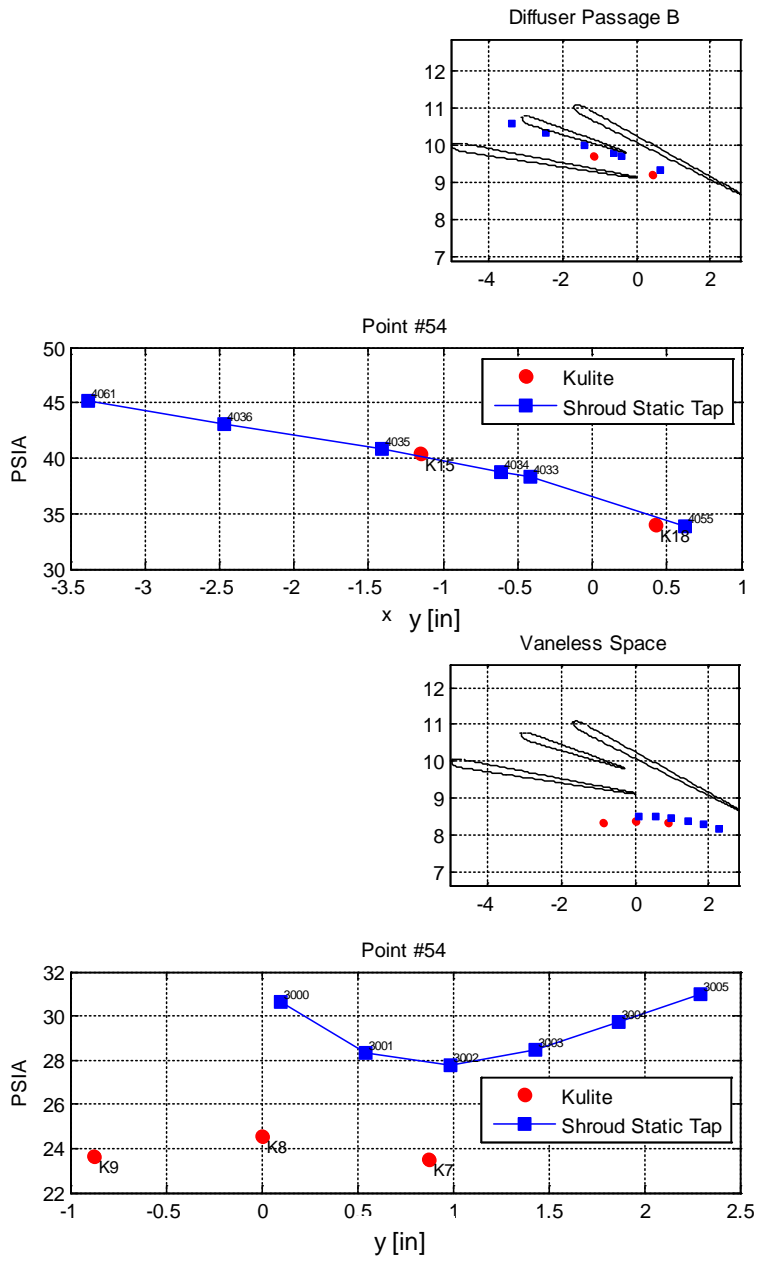 Diffuser Passage B
12
11
10
9
8
7
-4 -2 0 2
Point #54
50
45
40
35
30
PSIA
4061
4036
4035
K15
4034
4033
K18
4055
Kulite
Shroud Static Tap
-3.5 -3 -2.5 -2 -1.5 -1 -0.5 0 0.5 1
x y [in]
Vaneless Space
12
11
10
9
8
7
-4 -2 0 2
Point #54
32
30
28
26
24
22
PSIA
3000
3001
3002
3003
3004
3005
K9
K8
K7
Kulite
Shroud Static Tap
-1 -0.5 0 0.5 1 1.5 2 2.5
y [in]